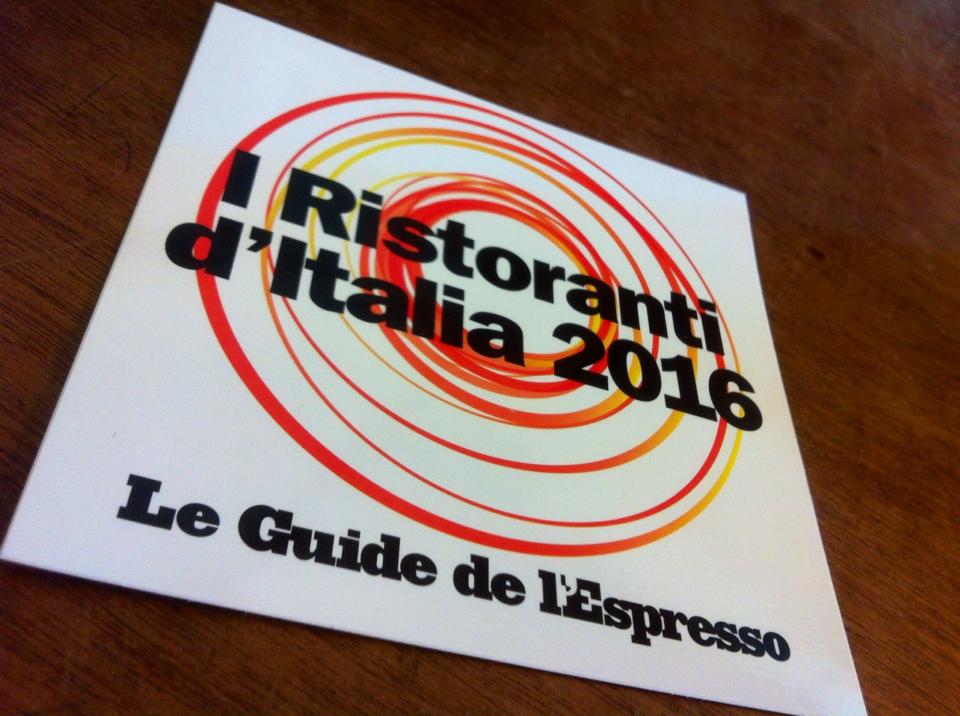 I Ristoranti
d'Italia 2016
Le Guide de l'Espresso